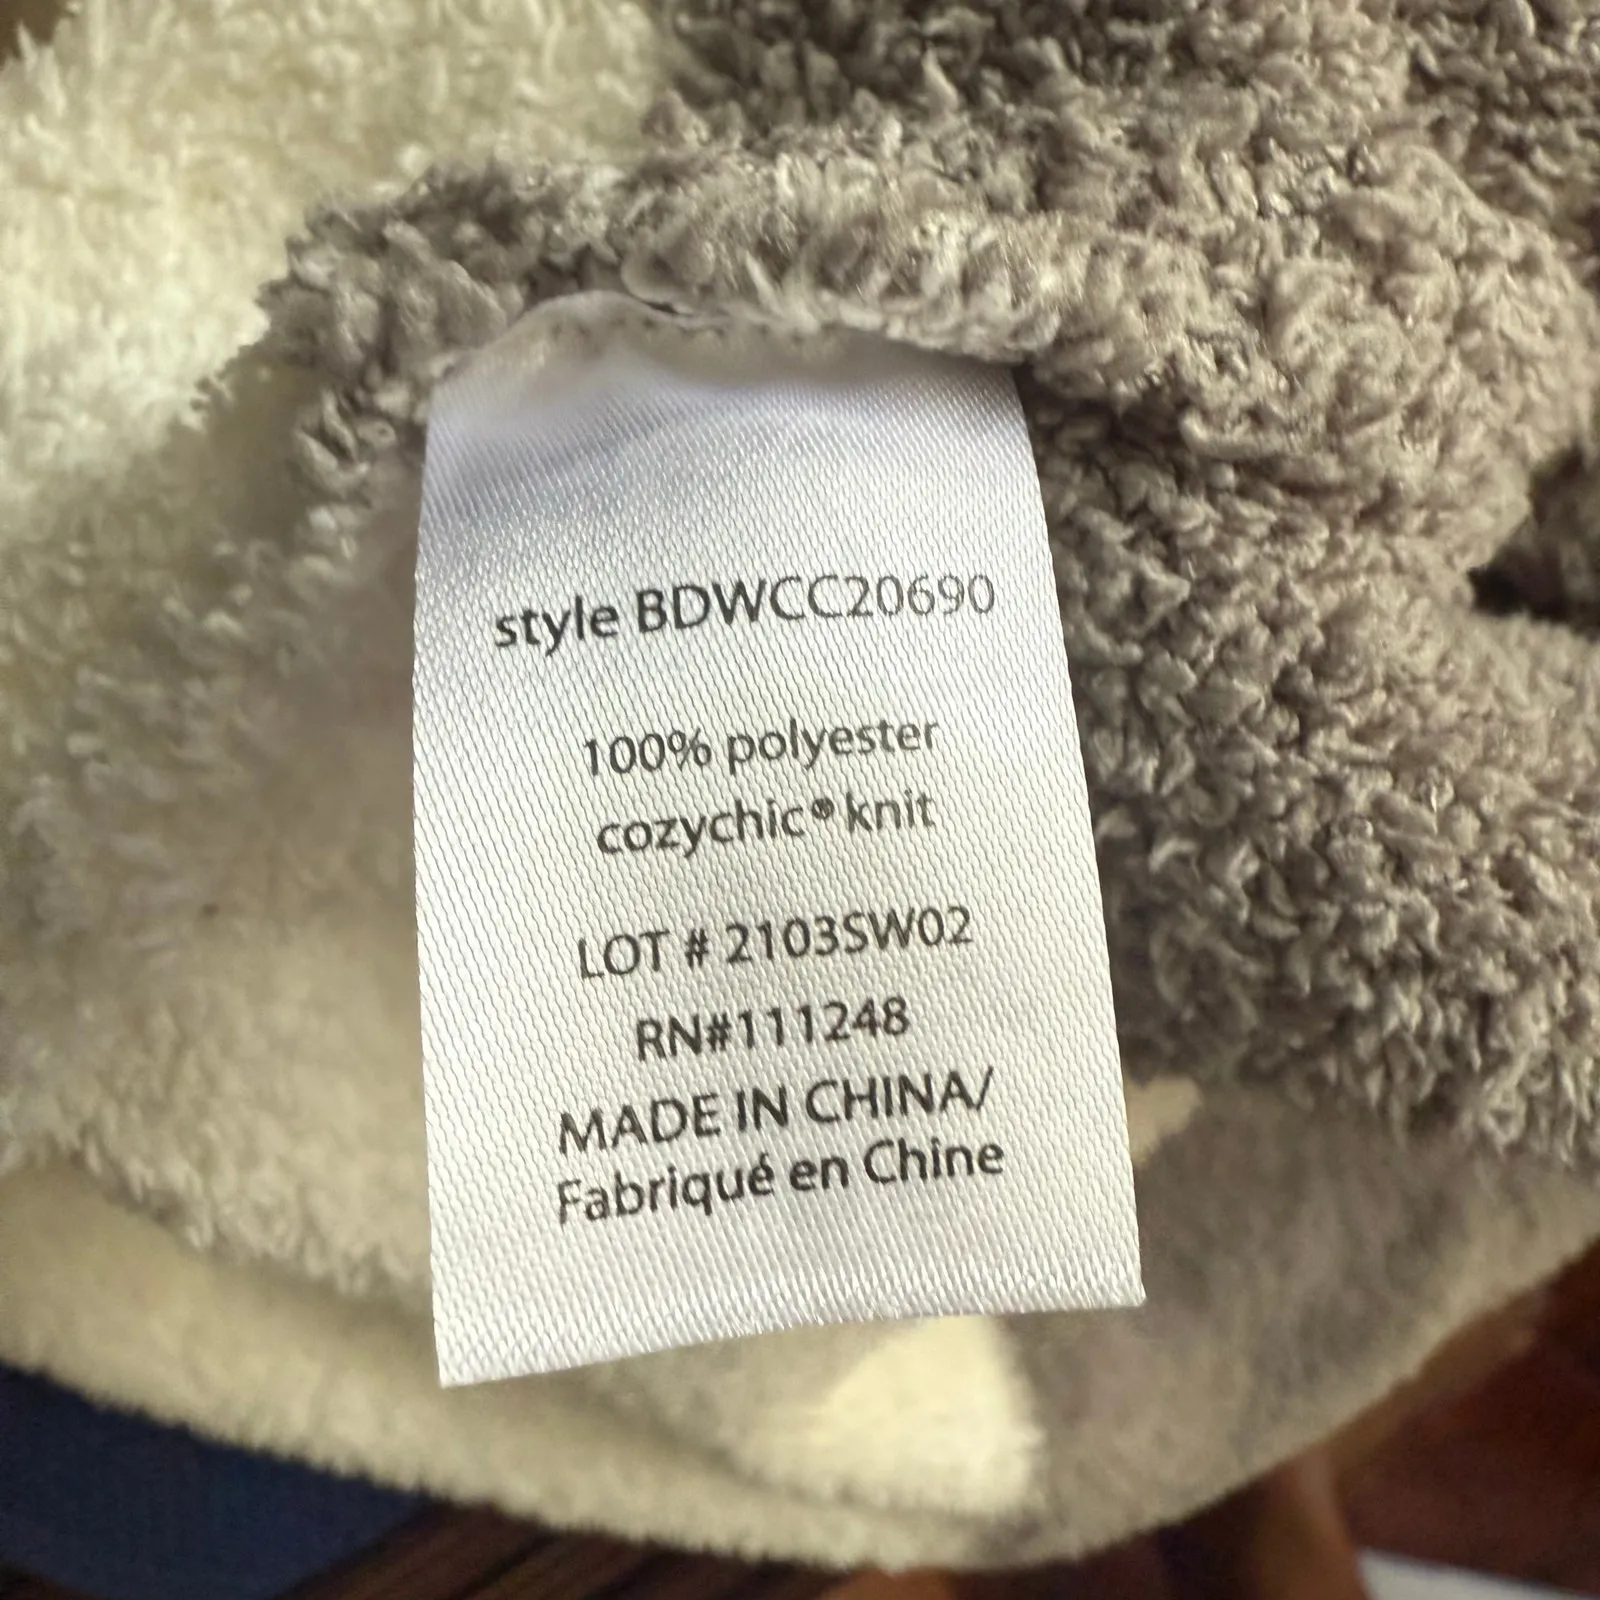 style BDWCC20690
100% polyester
cozychic® knit
LOT # 2103SW02
RN#111248
MADE IN CHINA/
Fabriqué en Chine